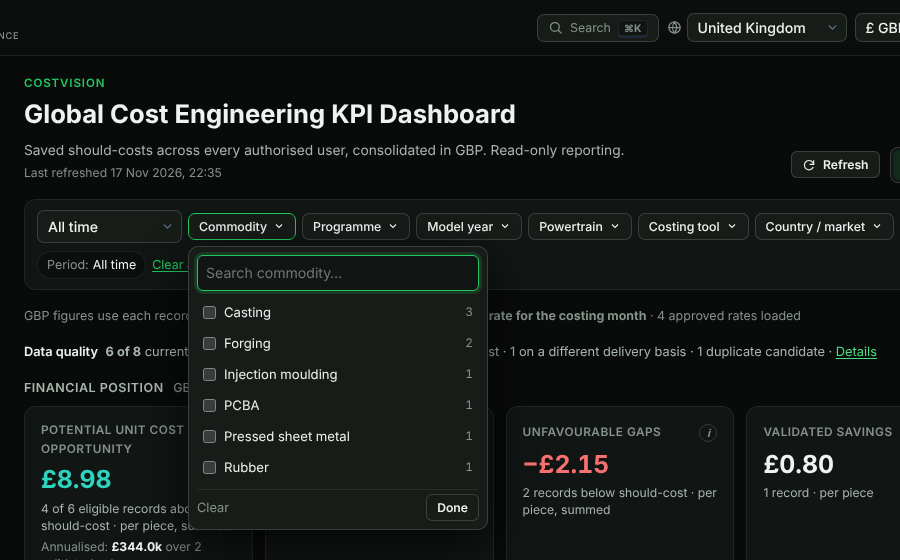 NCE
Search ⌘K
United Kingdom
£ GB
COSTVISION
Global Cost Engineering KPI Dashboard
Saved should-costs across every authorised user, consolidated in GBP. Read-only reporting.
Last refreshed 17 Nov 2026, 22:35
Refresh
All time
Commodity
Programme
Model year
Powertrain
Costing tool
Country / market
Period: All time
Clear
Search commodity...
Casting 3
Forging 2
Injection moulding 1
PCBA 1
Pressed sheet metal 1
Rubber 1
Clear
Done
GBP figures use each rate for the costing month · 4 approved rates loaded
Data quality 6 of 8 current · 1 on a different delivery basis · 1 duplicate candidate · Details
FINANCIAL POSITION
POTENTIAL UNIT COST
OPPORTUNITY
£8.98
4 of 6 eligible records
should-cost · per piece,
Annualised: £344.0k over 2
UNFAVOURABLE GAPS i
−£2.15
2 records below should-cost · per
piece, summed
VALIDATED SAVINGS
£0.80
1 record · per piece